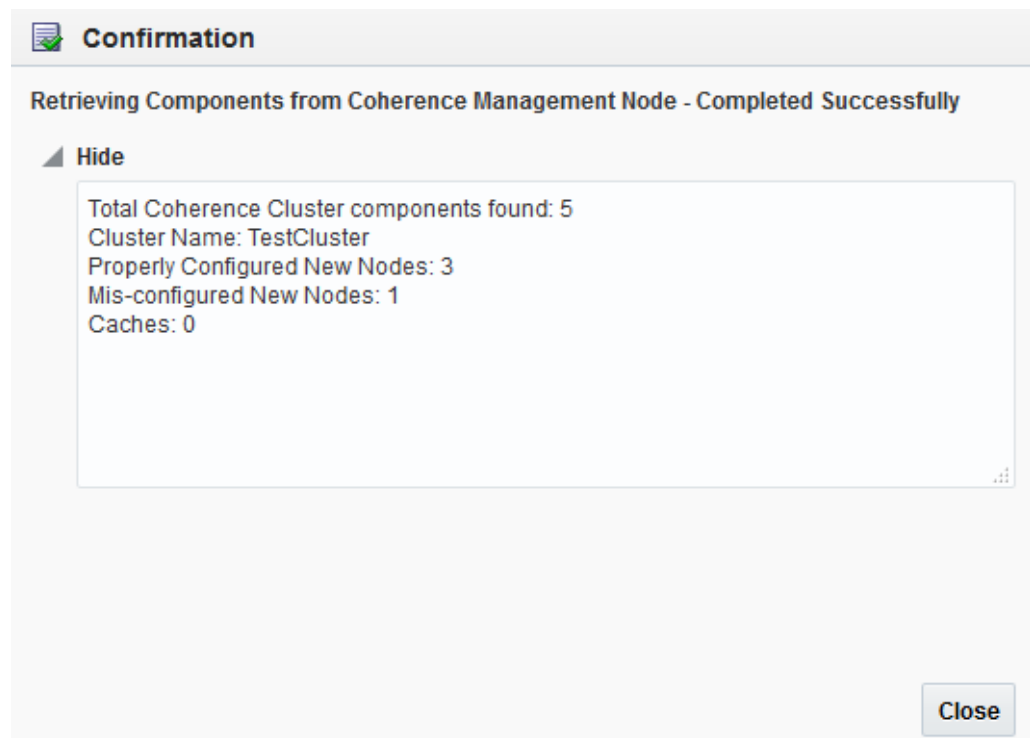 Confirmation
Retrieving Components from Coherence Management Node - Completed Successfully
Hide
Total Coherence Cluster components found: 5
Cluster Name: TestCluster
Properly Configured New Nodes: 3
Mis-configured New Nodes: 1
Caches: 0
Close